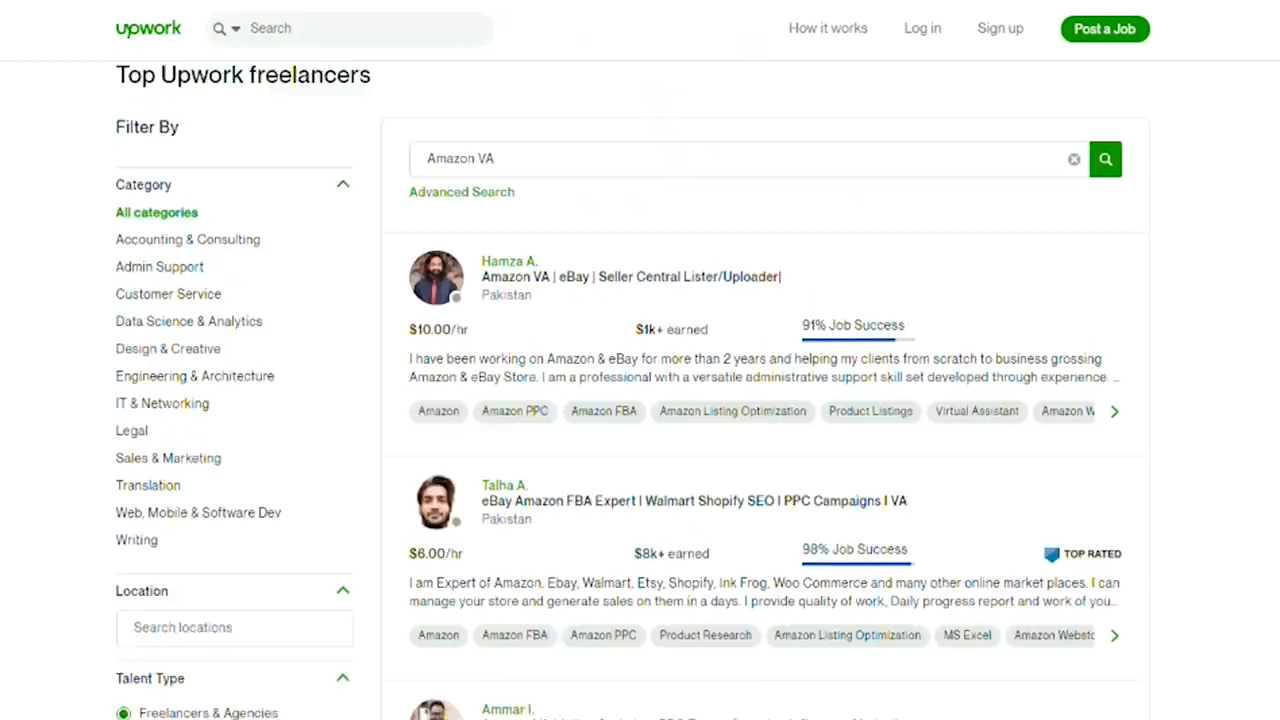 upwork
Search
How it works
Log in
Sign up
Post a Job
Top Upwork freelancers
Filter By
Category
All categories
Accounting & Consulting
Admin Support
Customer Service
Data Science & Analytics
Design & Creative
Engineering & Architecture
IT & Networking
Legal
Sales & Marketing
Translation
Web, Mobile & Software Dev
Writing
Location
Search locations
Talent Type
Freelancers & Agencies
Amazon VA
Advanced Search
Hamza A.
Amazon VA | eBay | Seller Central Lister/Uploader|
Pakistan
$10.00/hr
$1k+ earned
91% Job Success
I have been working on Amazon & eBay for more than 2 years and helping my clients from scratch to business grossing
Amazon & eBay Store. I am a professional with a versatile administrative support skill set developed through experience. ...
Amazon
Amazon PPC
Amazon FBA
Amazon Listing Optimization
Product Listings
Virtual Assistant
Amazon W
Talha A.
eBay Amazon FBA Expert | Walmart Shopify SEO | PPC Campaigns | VA
Pakistan
$6.00/hr
$8k+ earned
98% Job Success
TOP RATED
I am Expert of Amazon, Ebay, Walmart, Etsy, Shopify, Ink Frog, Woo Commerce and many other online market places. I can
manage your store and generate sales on them in a days. I provide quality of work, Daily progress report and work of you...
Amazon
Amazon FBA
Amazon PPC
Product Research
Amazon Listing Optimization
MS Excel
Amazon Websto
Ammar I.